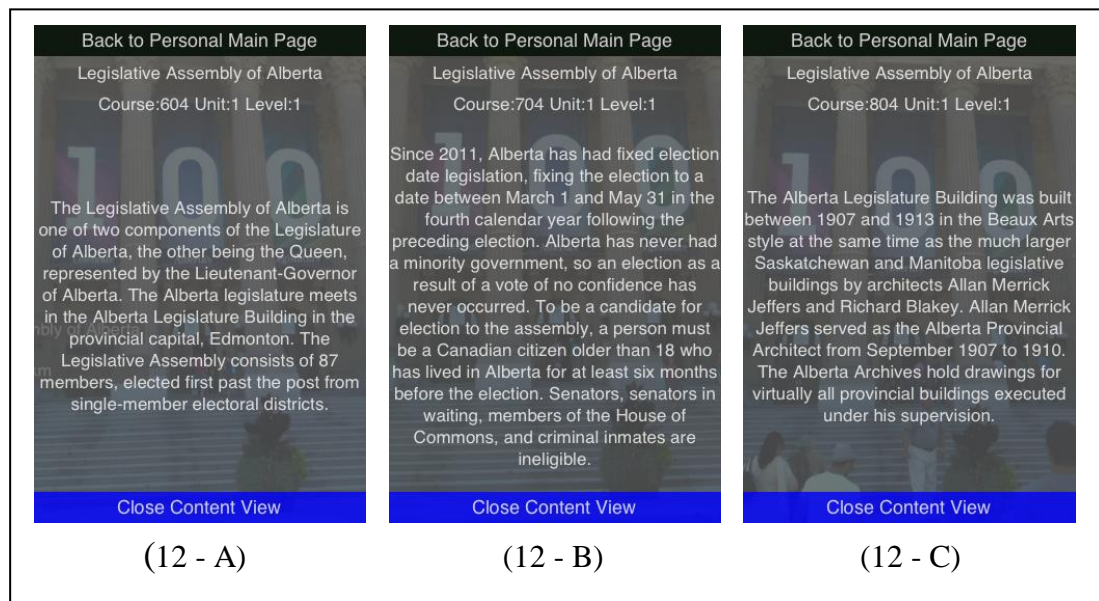 Back to Personal Main Page
Legislative Assembly of Alberta
Course:604 Unit:1 Level:1
100
The Legislative Assembly of Alberta is
one of two components of the Legislature
of Alberta, the other being the Queen,
represented by the Lieutenant-Governor
of Alberta. The Alberta legislature meets
in the Alberta Legislature Building in the
provincial capital, Edmonton. The
Legislative Assembly consists of 87
members, elected first past the post from
single-member electoral districts.
Close Content View
(12 - A)
Back to Personal Main Page
Legislative Assembly of Alberta
Course:704 Unit:1 Level:1
100
Since 2011, Alberta has had fixed election
date legislation, fixing the election to a
date between March 1 and May 31 in the
fourth calendar year following the
preceding election. Alberta has never had
a minority government, so an election as a
result of a vote of no confidence has
never occurred. To be a candidate for
election to the assembly, a person must
be a Canadian citizen older than 18 who
has lived in Alberta for at least six months
before the election. Senators, senators in
waiting, members of the House of
Commons, and criminal inmates are
ineligible.
Close Content View
(12 - B)
Back to Personal Main Page
Legislative Assembly of Alberta
Course:804 Unit:1 Level:1
100
The Alberta Legislature Building was built
between 1907 and 1913 in the Beaux Arts
style at the same time as the much larger
Saskatchewan and Manitoba legislative
buildings by architects Allan Merrick
Jeffers and Richard Blakey. Allan Merrick
Jeffers served as the Alberta Provincial
Architect from September 1907 to 1910.
The Alberta Archives hold drawings for
virtually all provincial buildings executed
under his supervision.
Close Content View
(12 - C)